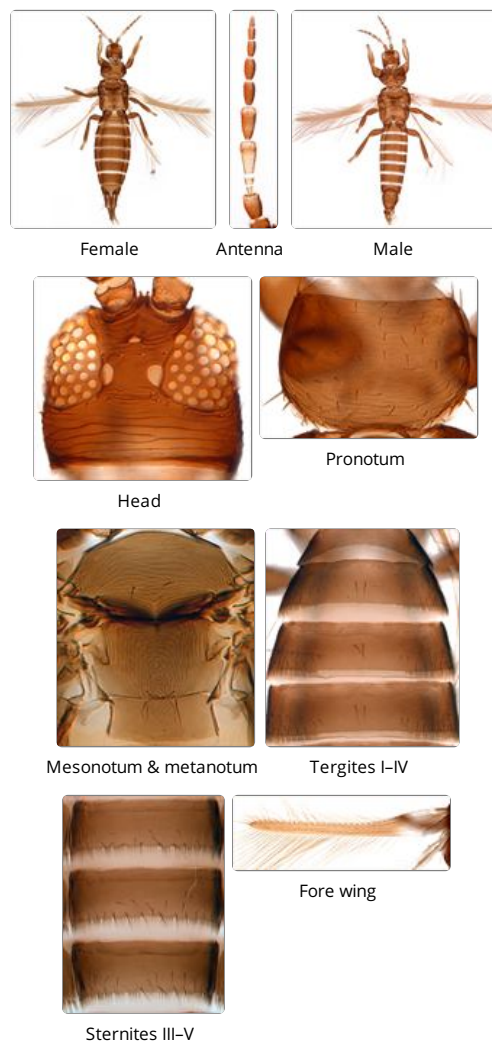 Female Antenna Male
Head
Pronotum
Mesonotum & metanotum Tergites I–IV
Fore wing
Sternites III–V